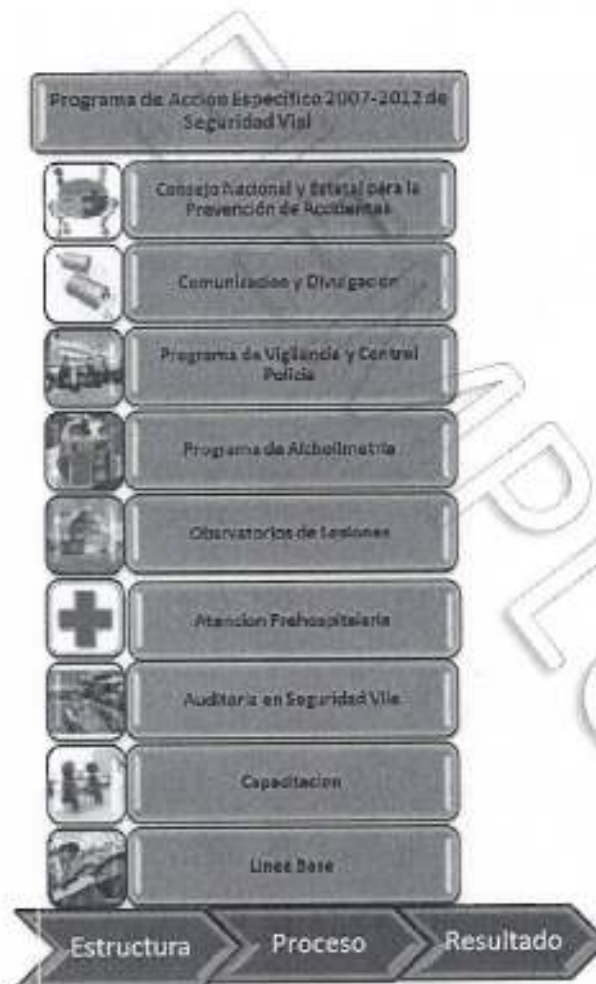 Programa de Acción Específico 2007-2012 de
Seguridad Vial
Consejo Nacional y Estatal para la
Prevención de Accidentes
Comunicacion y Divulgacion
Programa de Vigilancia y Control
Policia
Programa de Alcholimetria
Observatorios de Lesiones
Atencion Prehospitalaria
Auditoria en Seguridad Vile
Capacitacion
Linea Base
Estructura
Proceso
Resultado